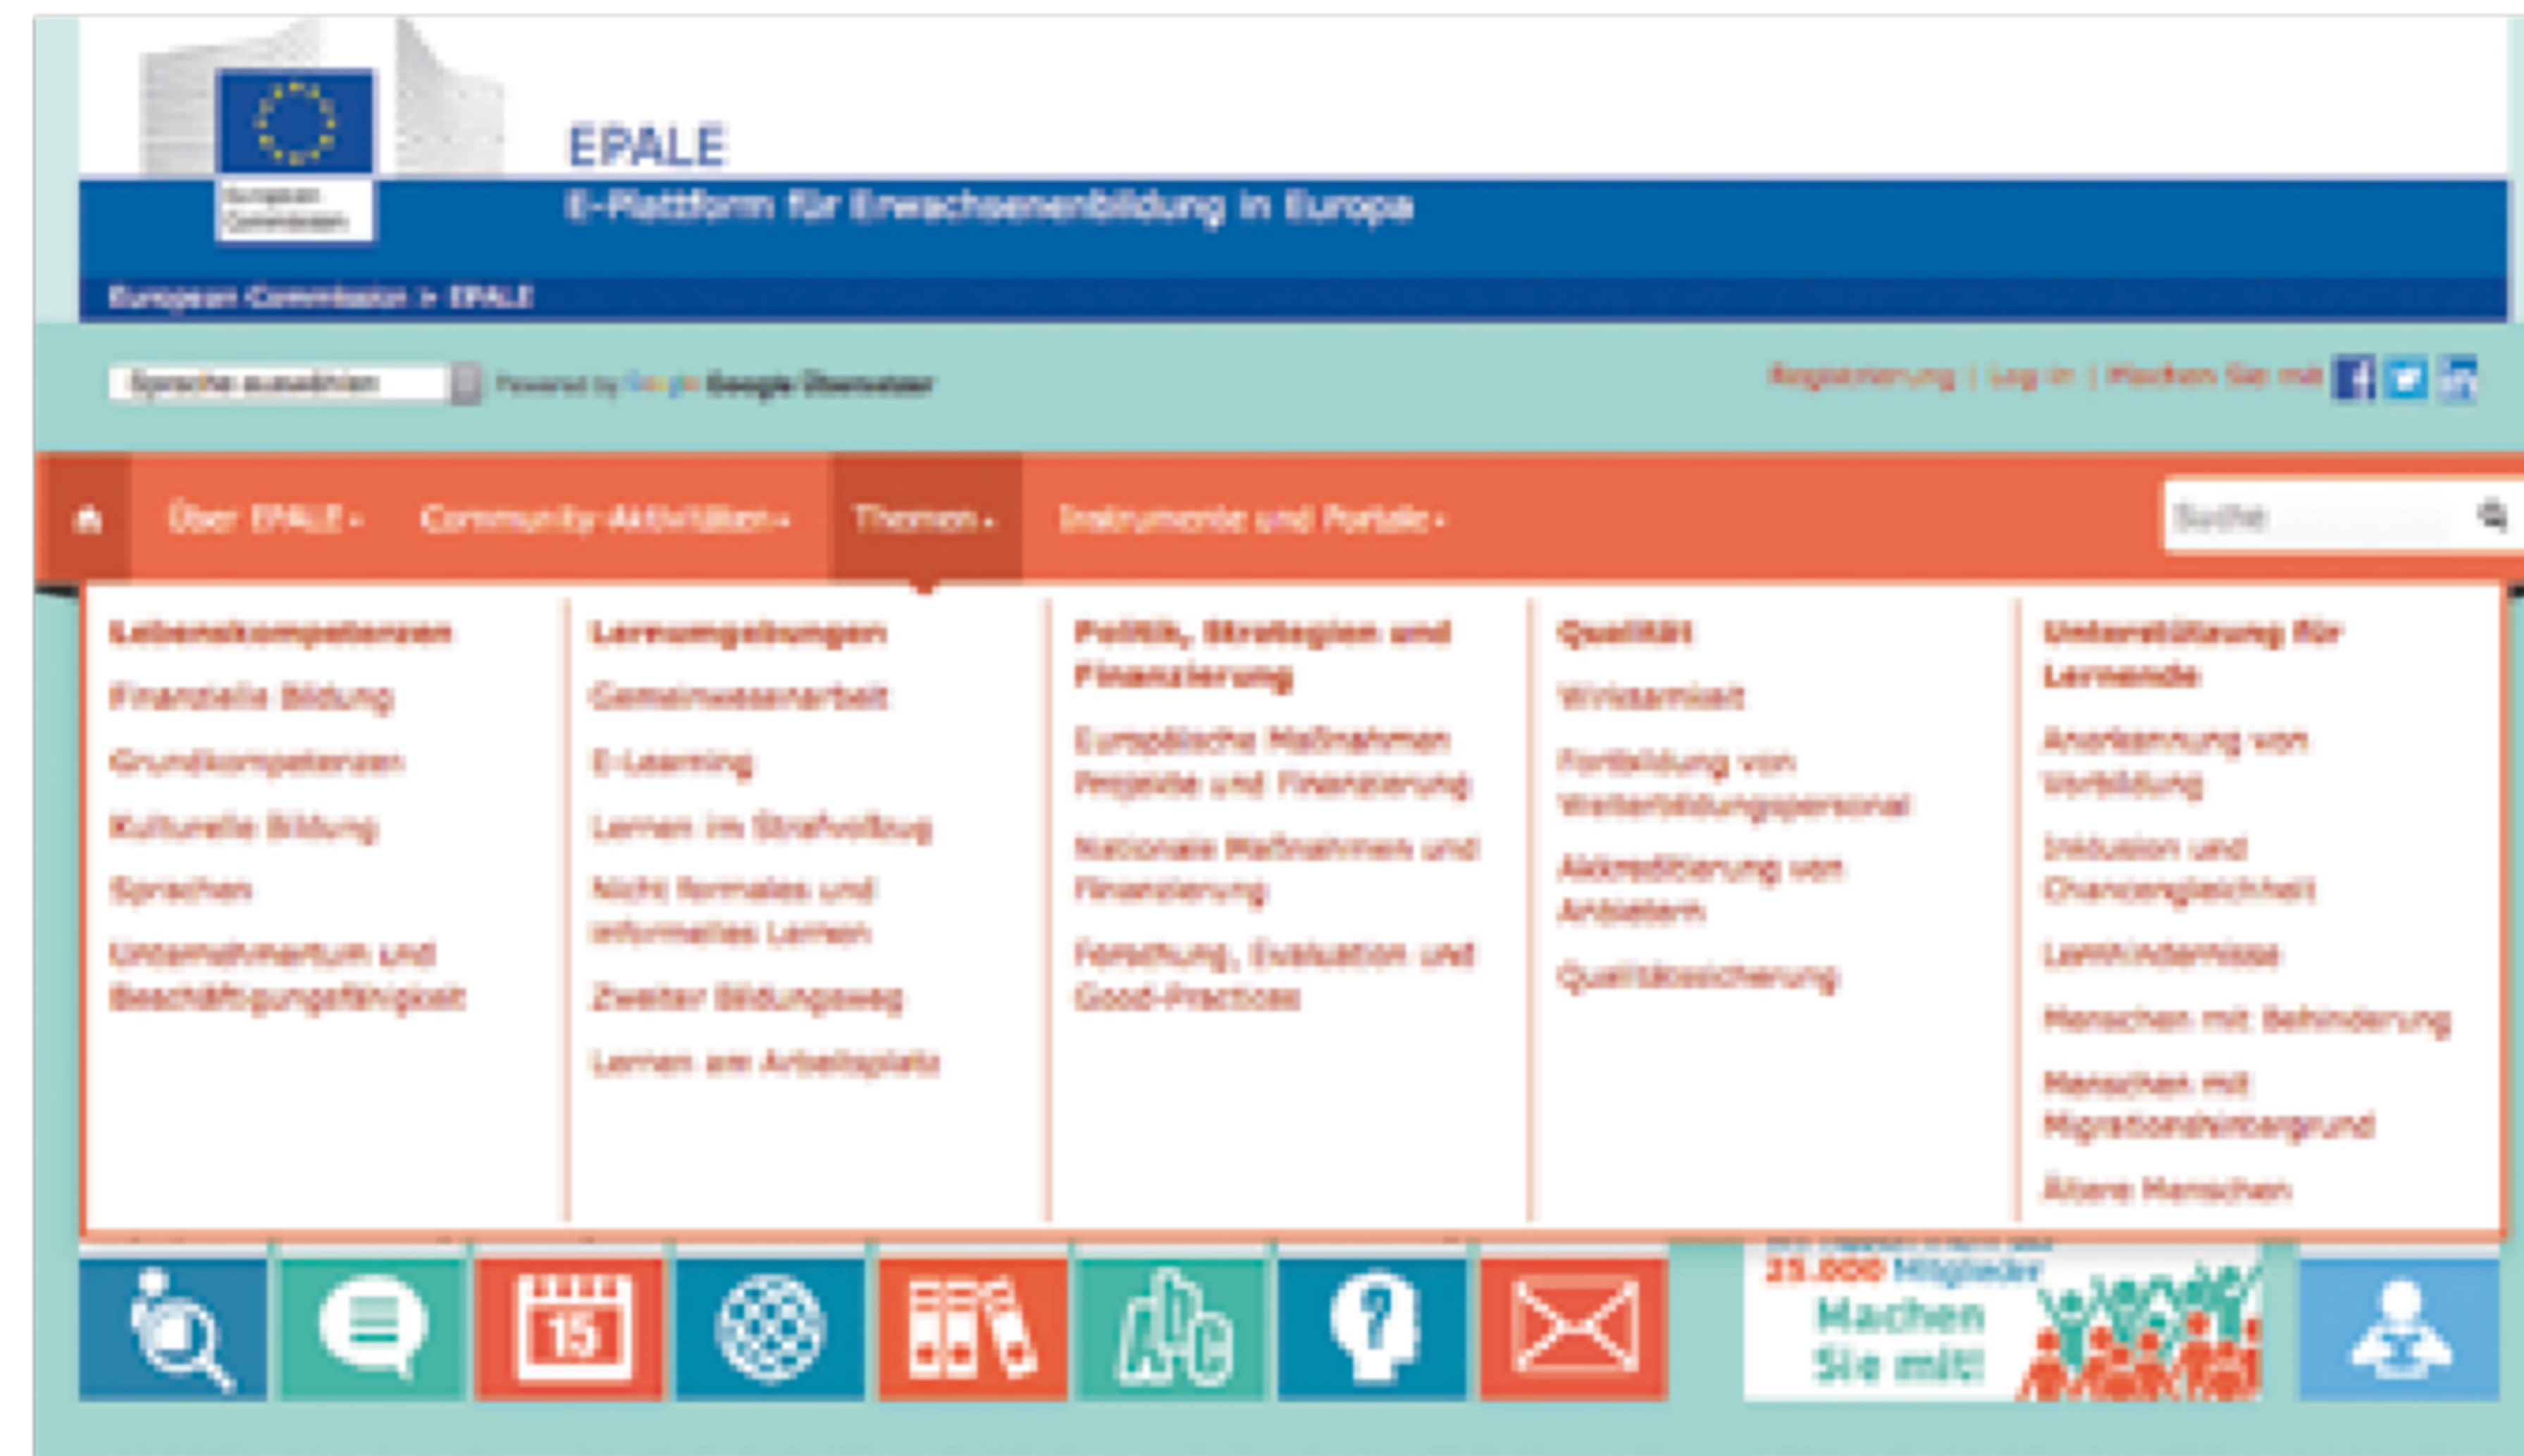 EPALE
European
Commission
E-Plattform für Erwachsenenbildung in Europa
European Commission > EPALE
Sprache auswählen
Powered by Google Google Übersetzer
Registrierung | Log-in | Machen Sie mit
Über EPALE
Community-Aktivitäten
Themen
Instrumente und Portale
Suche
Lebenskompetenzen
Finanzielle Bildung
Grundkompetenzen
Kulturelle Bildung
Sprachen
Unternehmertum und
Beschäftigungsfähigkeit
Lernumgebungen
Gemeinwesenarbeit
E-Learning
Lernen im Strafvollzug
Nicht formales und
informelles Lernen
Zweiter Bildungsweg
Lernen am Arbeitsplatz
Politik, Strategien und
Finanzierung
Europäische Maßnahmen
Projekte und Finanzierung
Nationale Maßnahmen und
Finanzierung
Forschung, Evaluation und
Good-Practices
Qualität
Wirksamkeit
Fortbildung von
Weiterbildungspersonal
Akkreditierung von
Anbietern
Qualitätssicherung
Unterstützung für
Lernende
Anerkennung von
Vorbildung
Inklusion und
Chancengleichheit
Lernhindernisse
Menschen mit Behinderung
Menschen mit
Migrationshintergrund
Ältere Menschen
15
ABC
?
25.000 Mitglieder
Machen
Sie mit!